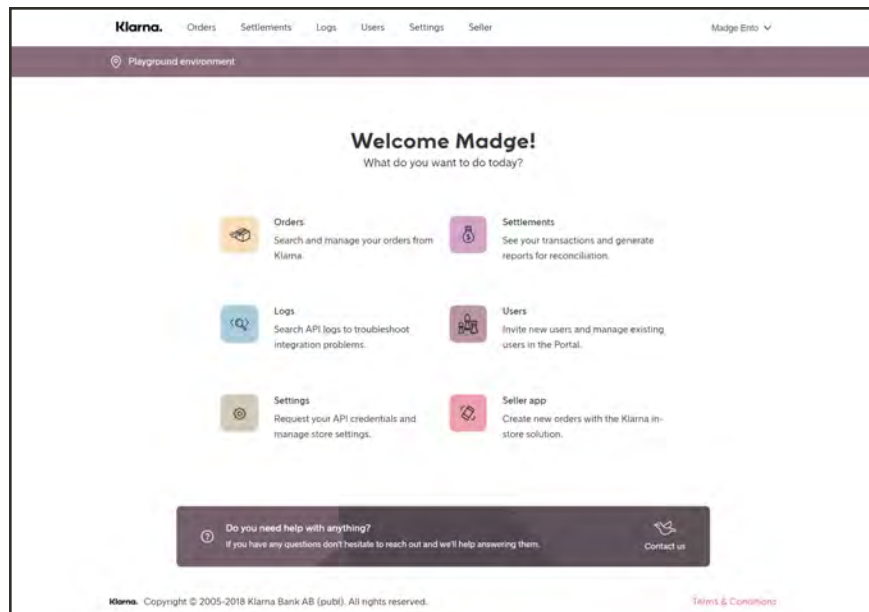 Klarna. Orders Settlements Logs Users Settings Seller Madge Ento
Playground environment
Welcome Madge!
What do you want to do today?
Orders
Search and manage your orders from
Klarna.
Settlements
See your transactions and generate
reports for reconciliation.
Logs
Search API logs to troubleshoot
integration problems.
Users
Invite new users and manage existing
users in the Portal.
Settings
Request your API credentials and
manage store settings.
Seller app
Create new orders with the Klarna in-
store solution.
Do you need help with anything?
If you have any questions don't hesitate to reach out and we'll help answering them.
Contact us
Klarna. Copyright © 2005-2018 Klarna Bank AB (publ). All rights reserved. Terms & Conditions